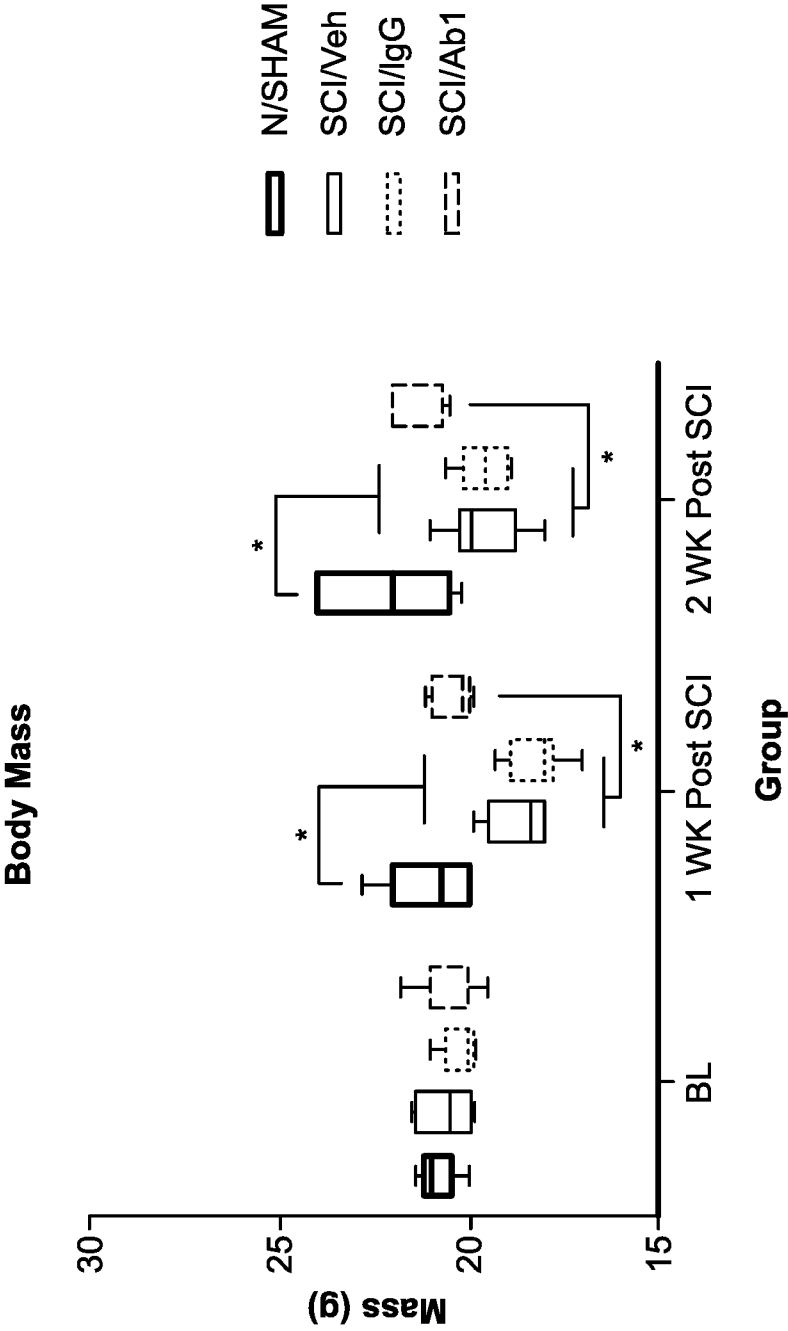 Body Mass
N/SHAM
SCI/Veh
SCI/IgG
SCI/Ab1
30
25
20
15
Mass (g)
*
*
*
*
BL
1 WK Post SCI
2 WK Post SCI
Group